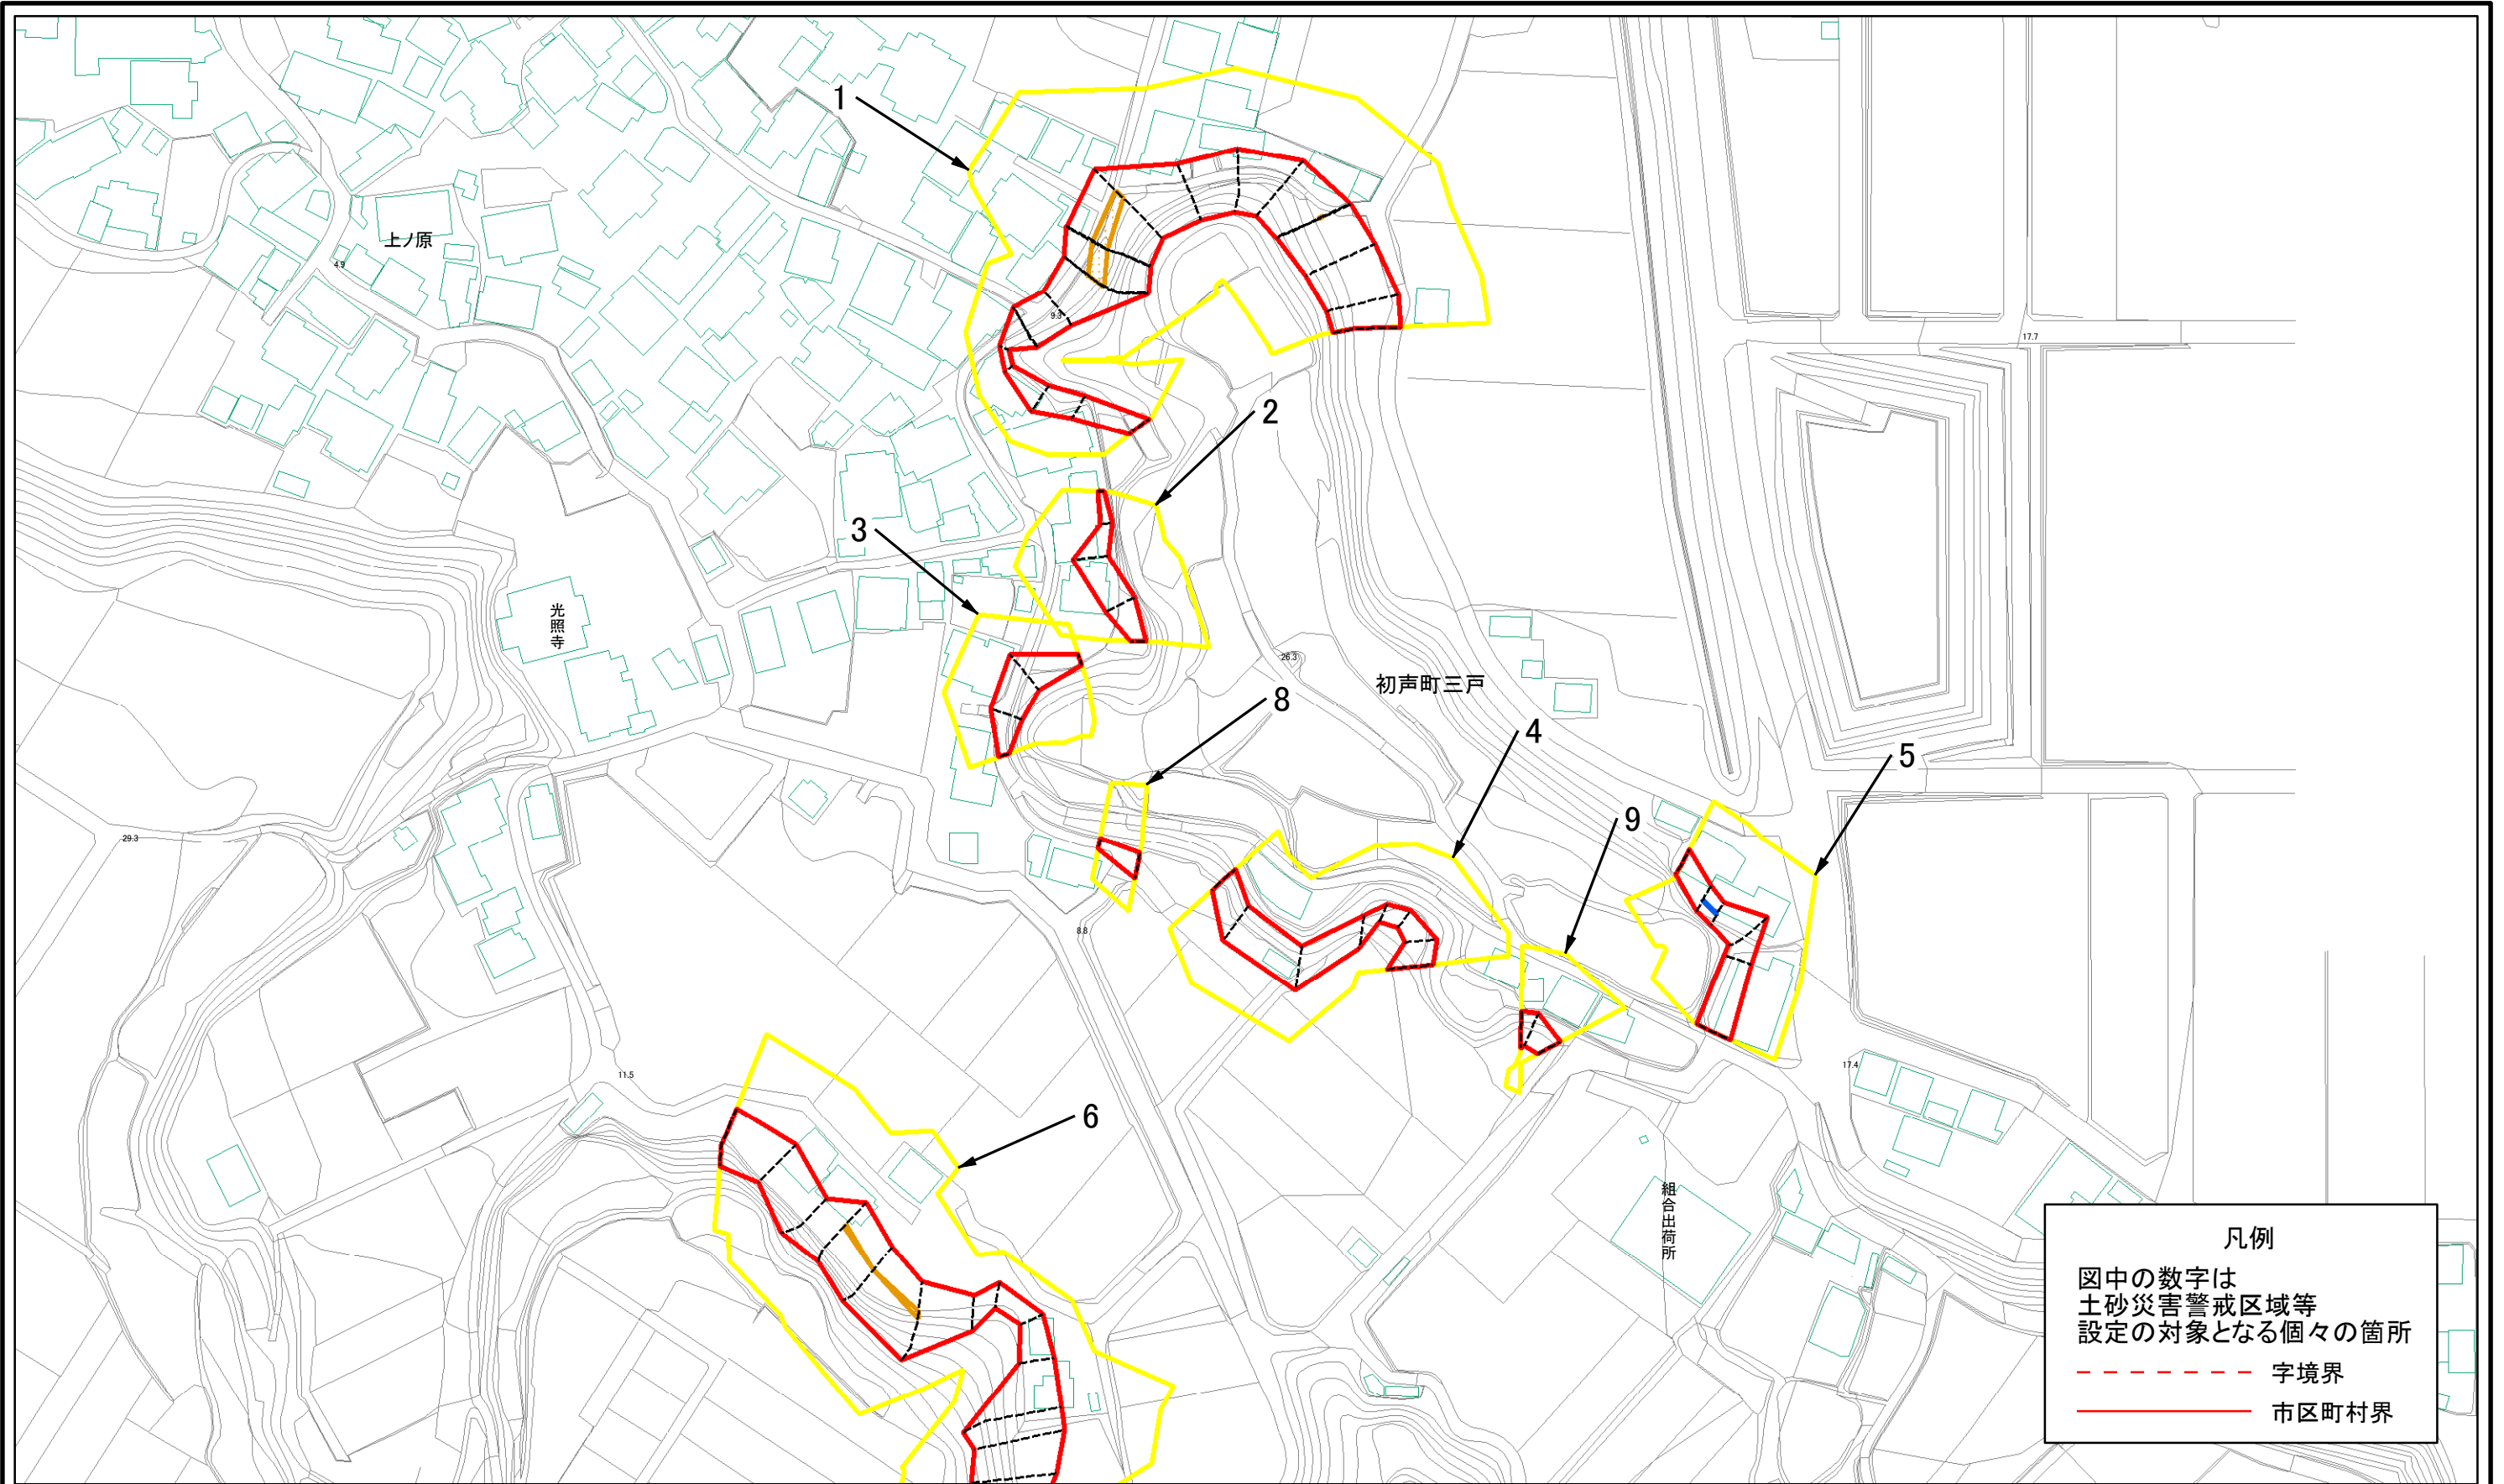 1
上ノ原
4.9
9.3
17.7
2
3
光照寺
26.3
初声町三戸
8
4
5
9
29.3
8.8
11.5
17.4
6
組合出荷所
凡例
図中の数字は
土砂災害警戒区域等
設定の対象となる個々の箇所
字境界
市区町村界